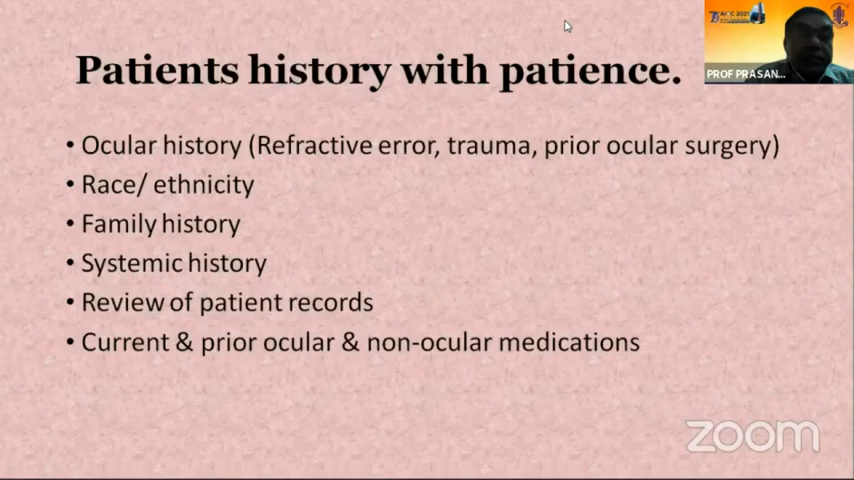 Patients history with patience.
• Ocular history (Refractive error, trauma, prior ocular surgery)
• Race/ ethnicity
• Family history
• Systemic history
• Review of patient records
• Current & prior ocular & non-ocular medications
PROF PRASAN...
zoom